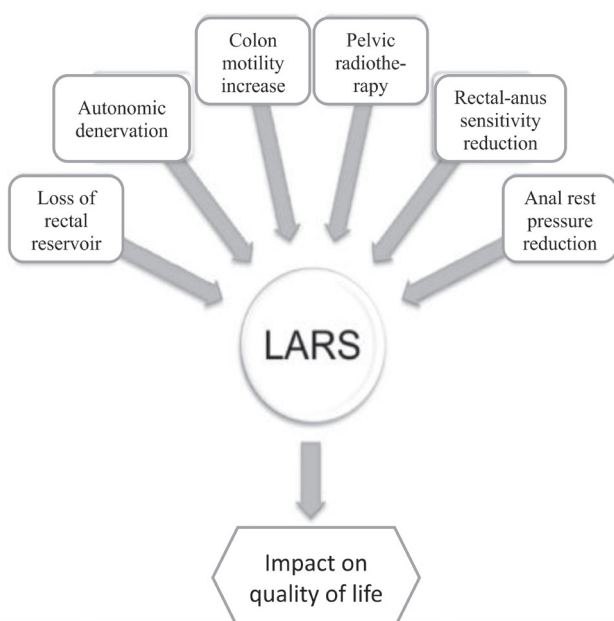 Colon
motility
increase
Pelvic
radiothe-
rapy
Autonomic
denervation
Rectal-anus
sensitivity
reduction
Loss of
rectal
reservoir
Anal rest
pressure
reduction
LARS
Impact on
quality of life